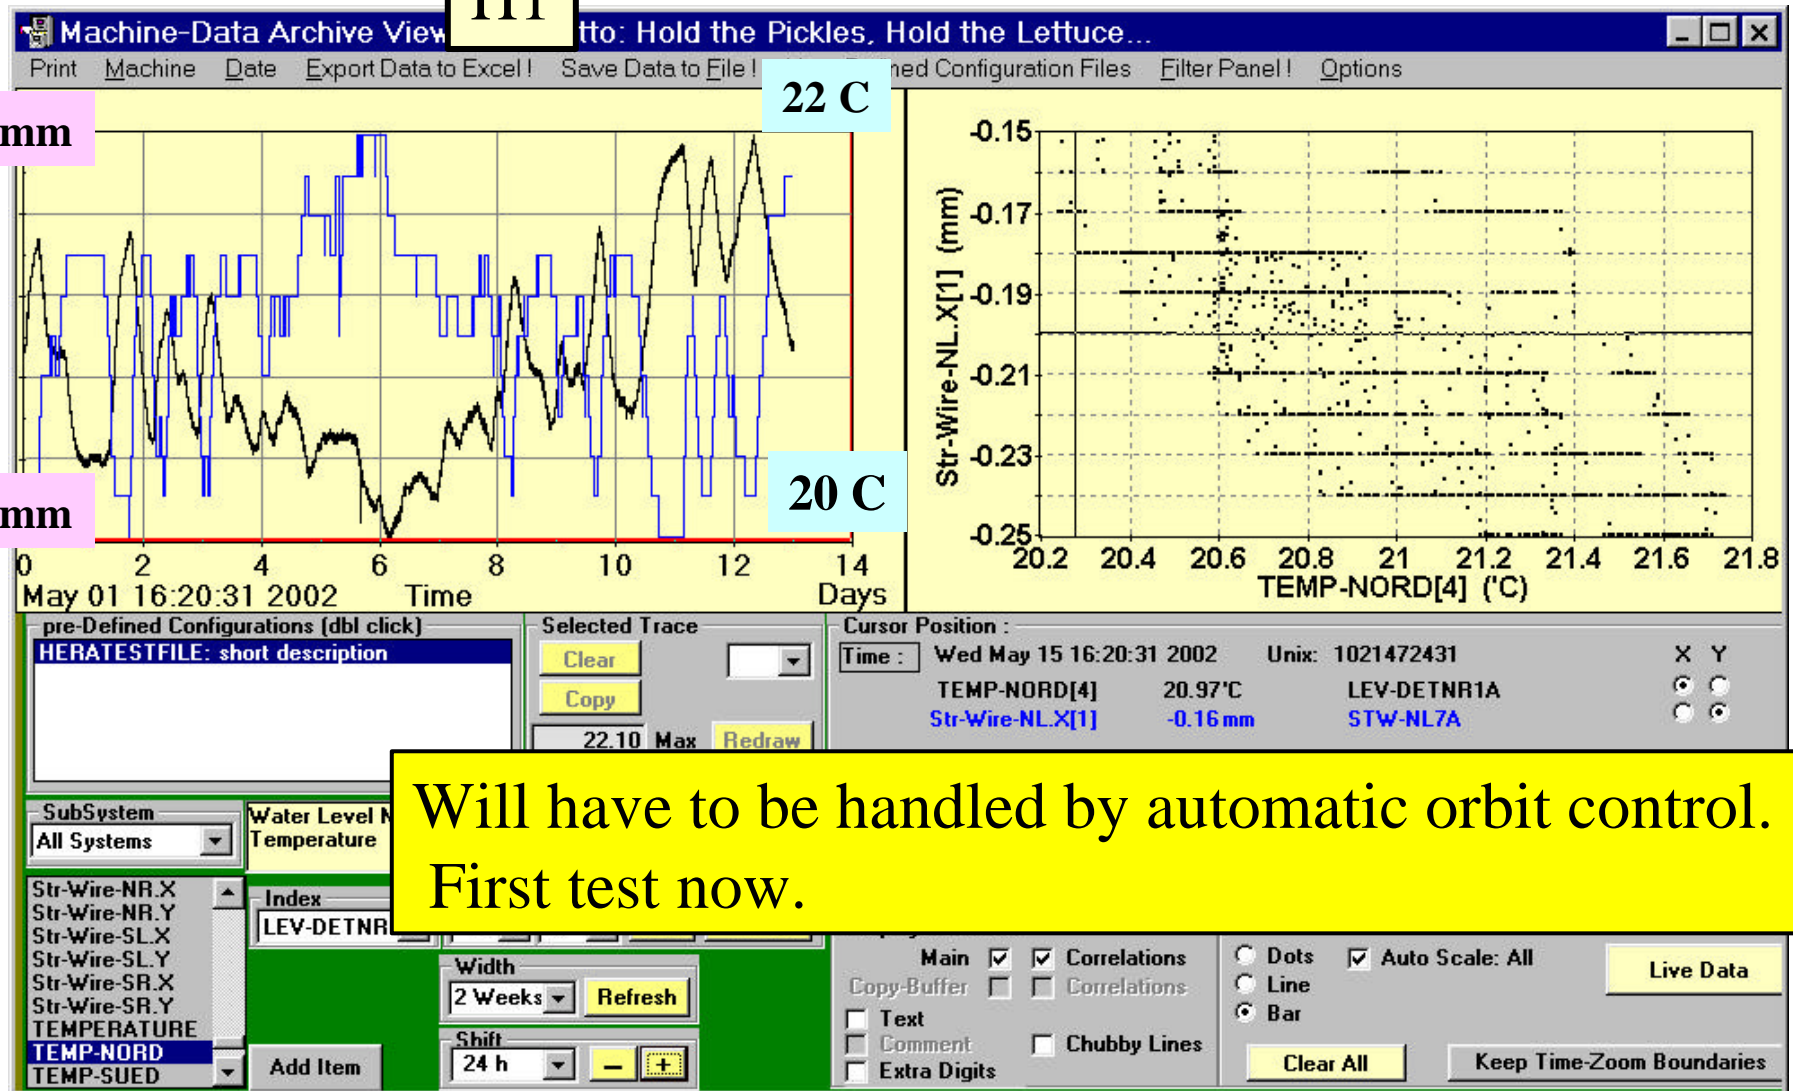 Machine-Data Archive View
tto: Hold the Pickles, Hold the Lettuce...
Print Machine Date Export Data to Excel ! Save Data to File ! ned Configuration Files Filter Panel ! Options
22 C
mm
20 C
mm
0 2 4 6 8 10 12 14
May 01 16:20:31 2002 Time Days
-0.15
-0.17
-0.19
-0.21
-0.23
-0.25
Str-Wire-NL.X[1] (mm)
20.2 20.4 20.6 20.8 21 21.2 21.4 21.6 21.8
TEMP-NORD[4] ('C)
pre-Defined Configurations (dbl click)
HERATESTFILE: short description
Selected Trace
Clear
Copy
22.10 Max Redraw
Cursor Position :
Time : Wed May 15 16:20:31 2002 Unix: 1021472431 X Y
TEMP-NORD[4] 20.97'C LEV-DETNR1A
Str-Wire-NL.X[1] -0.16 mm STW-NL7A
Will have to be handled by automatic orbit control.
First test now.
SubSystem
All Systems
Water Level N
Temperature
Str-Wire-NR.X
Str-Wire-NR.Y
Str-Wire-SL.X
Str-Wire-SL.Y
Str-Wire-SR.X
Str-Wire-SR.Y
TEMPERATURE
TEMP-NORD
TEMP-SUED
Index
LEV-DETNR
Add Item
Width
2 Weeks Refresh
Shift
24 h - +
Main Correlations
Copy-Buffer Correlations
Text
Comment Chubby Lines
Extra Digits
Dots Auto Scale: All
Line
Bar
Live Data
Clear All Keep Time-Zoom Boundaries